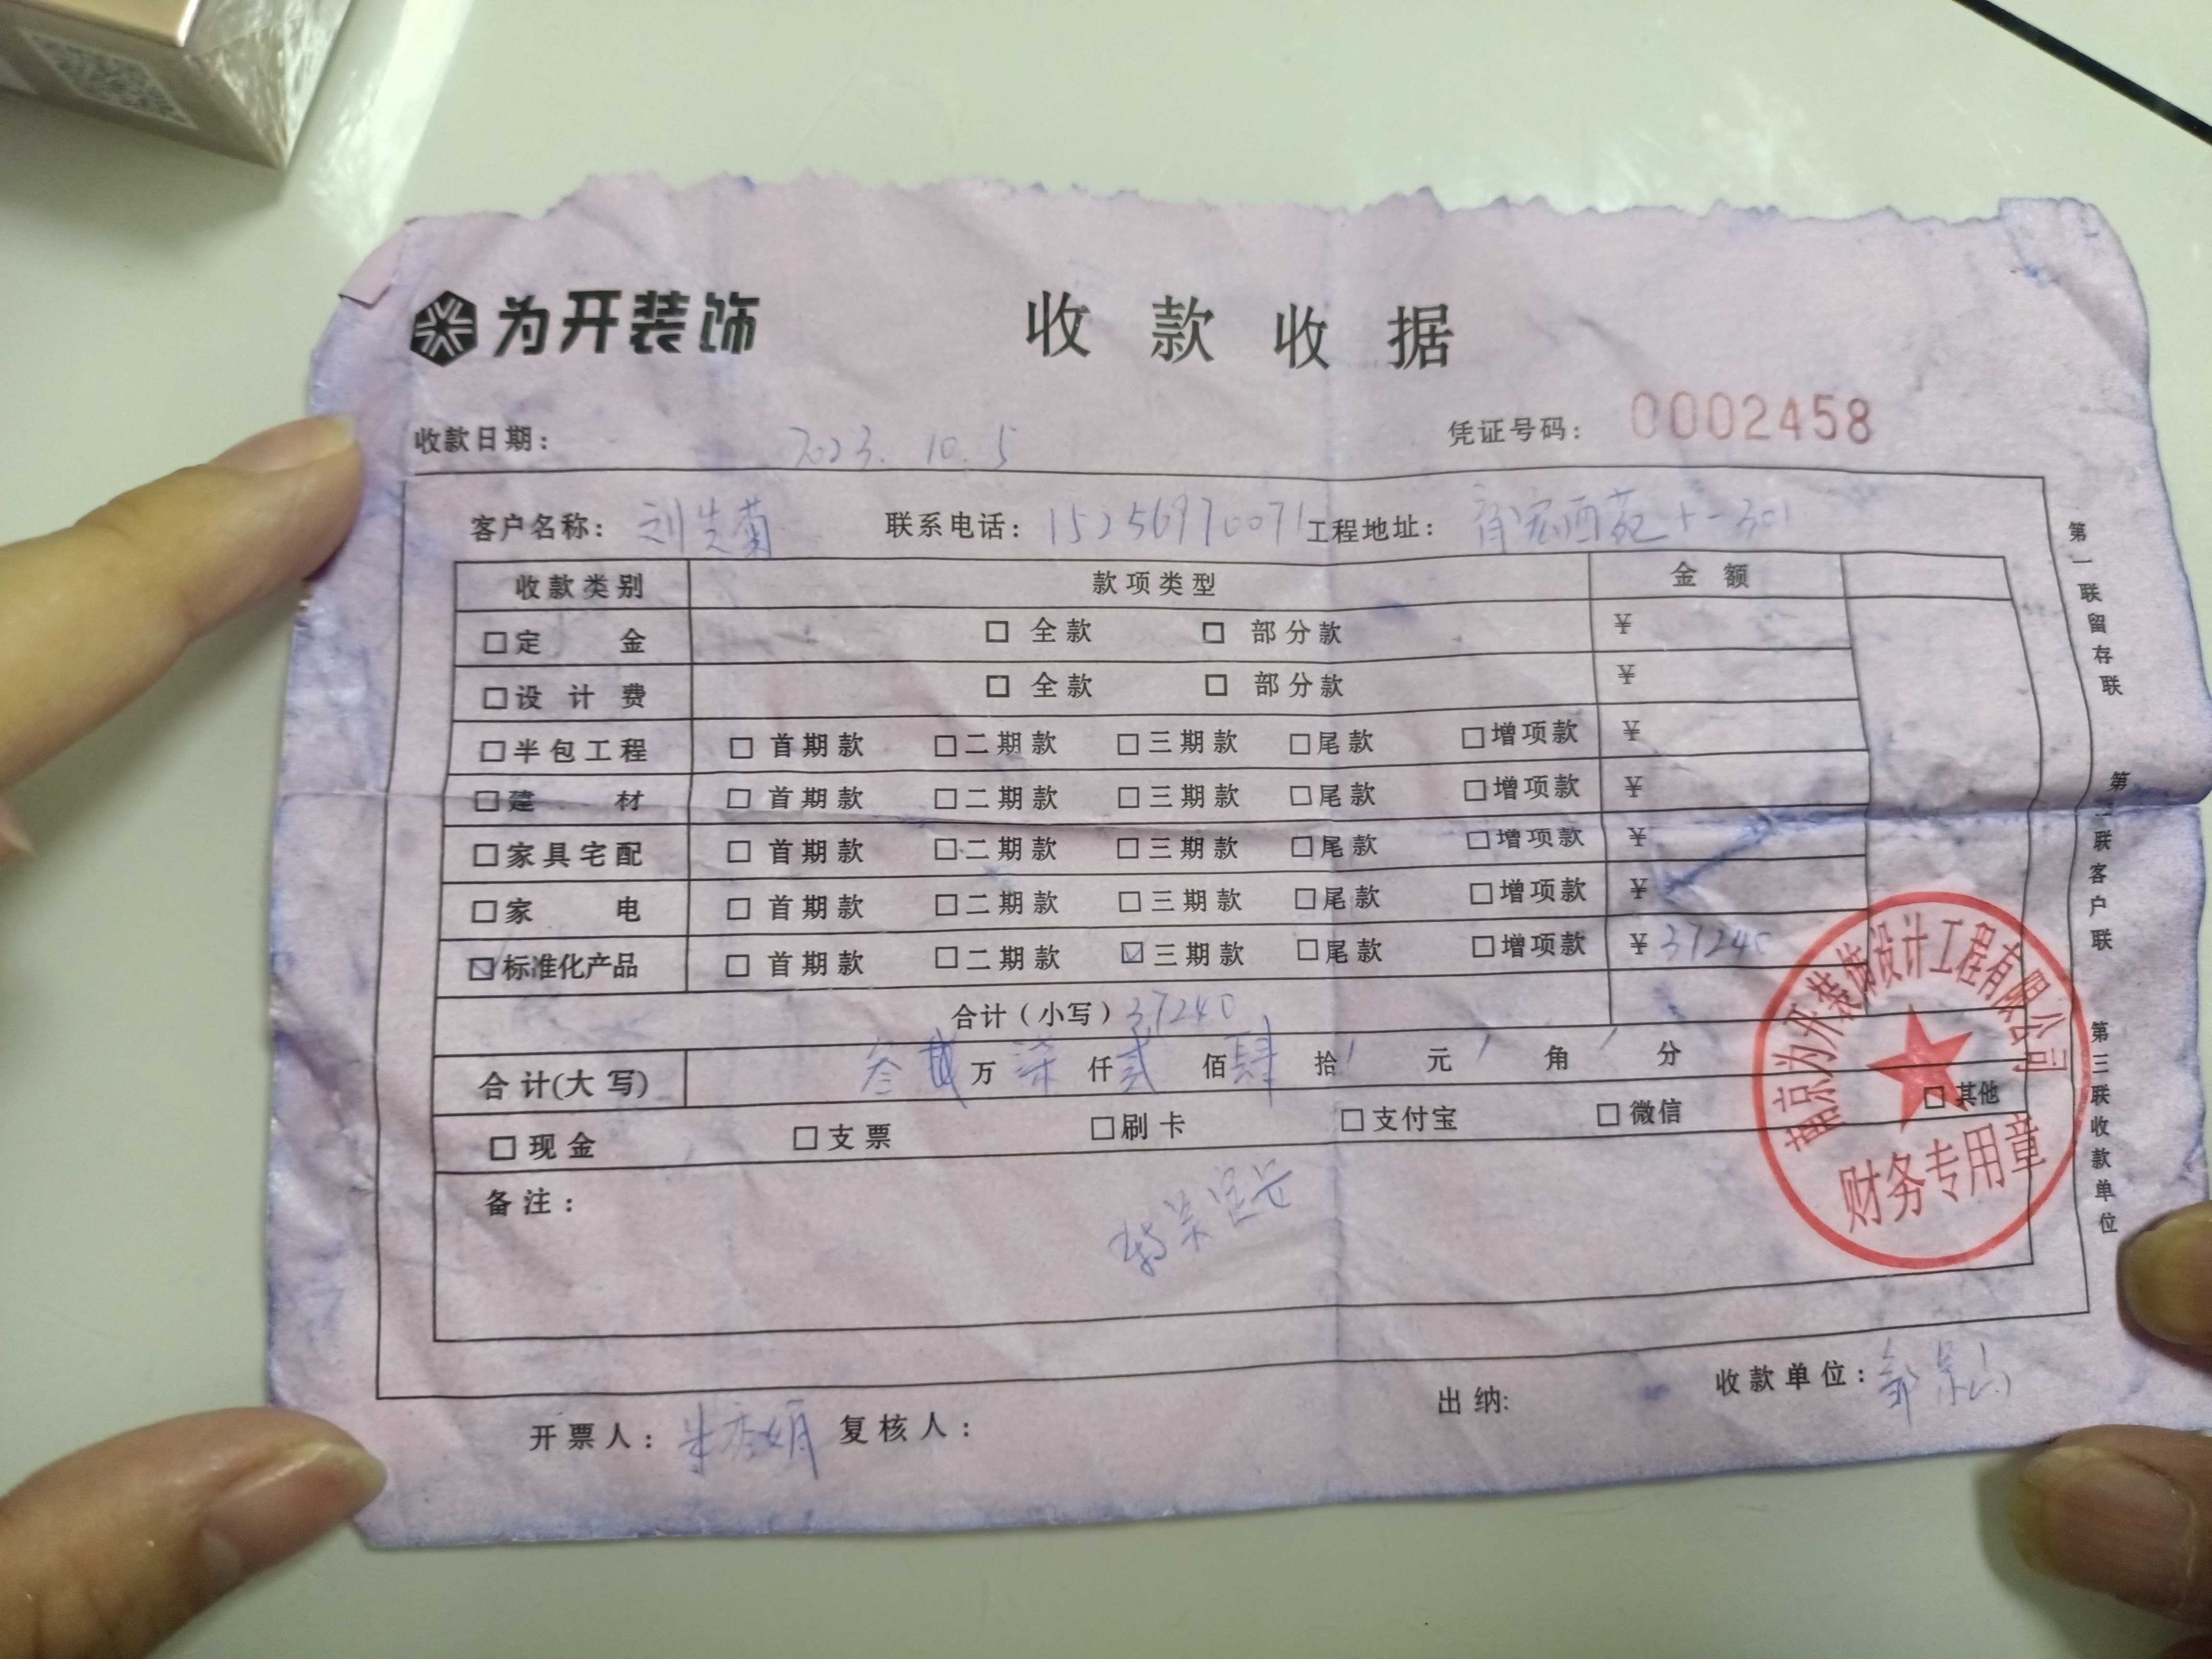 为开装饰 收款收据
收款日期: 2023.10.5 凭证号码: 0002458
客户名称: 刘先菊 联系电话: 15256970071 工程地址: 西苑
收款类别 款项类型 金额
□定金 □ 全款 □ 部分款 ¥
□设计费 □ 全款 □ 部分款 ¥
□半包工程 □ 首期款 □二期款 □三期款 □尾款 □增项款 ¥
□建材 □ 首期款 □二期款 □三期款 □尾款 □增项款 ¥
□家具宅配 □ 首期款 □二期款 □三期款 □尾款 □增项款 ¥
□家电 □ 首期款 □二期款 □三期款 □尾款 □增项款 ¥
☑标准化产品 □ 首期款 □二期款 ☑三期款 □尾款 □增项款 ¥37240
合计（小写）37240
合计(大写) 叁万柒仟贰佰肆拾/元/角/分
□现金 □支票 □刷卡 □支付宝 □微信 □其他
备注:
开票人: 朱秀娟 复核人: 出纳: 收款单位:
第一联留存联
第二联客户联
第三联收款单位
南京为开装饰设计工程有限公司
财务专用章